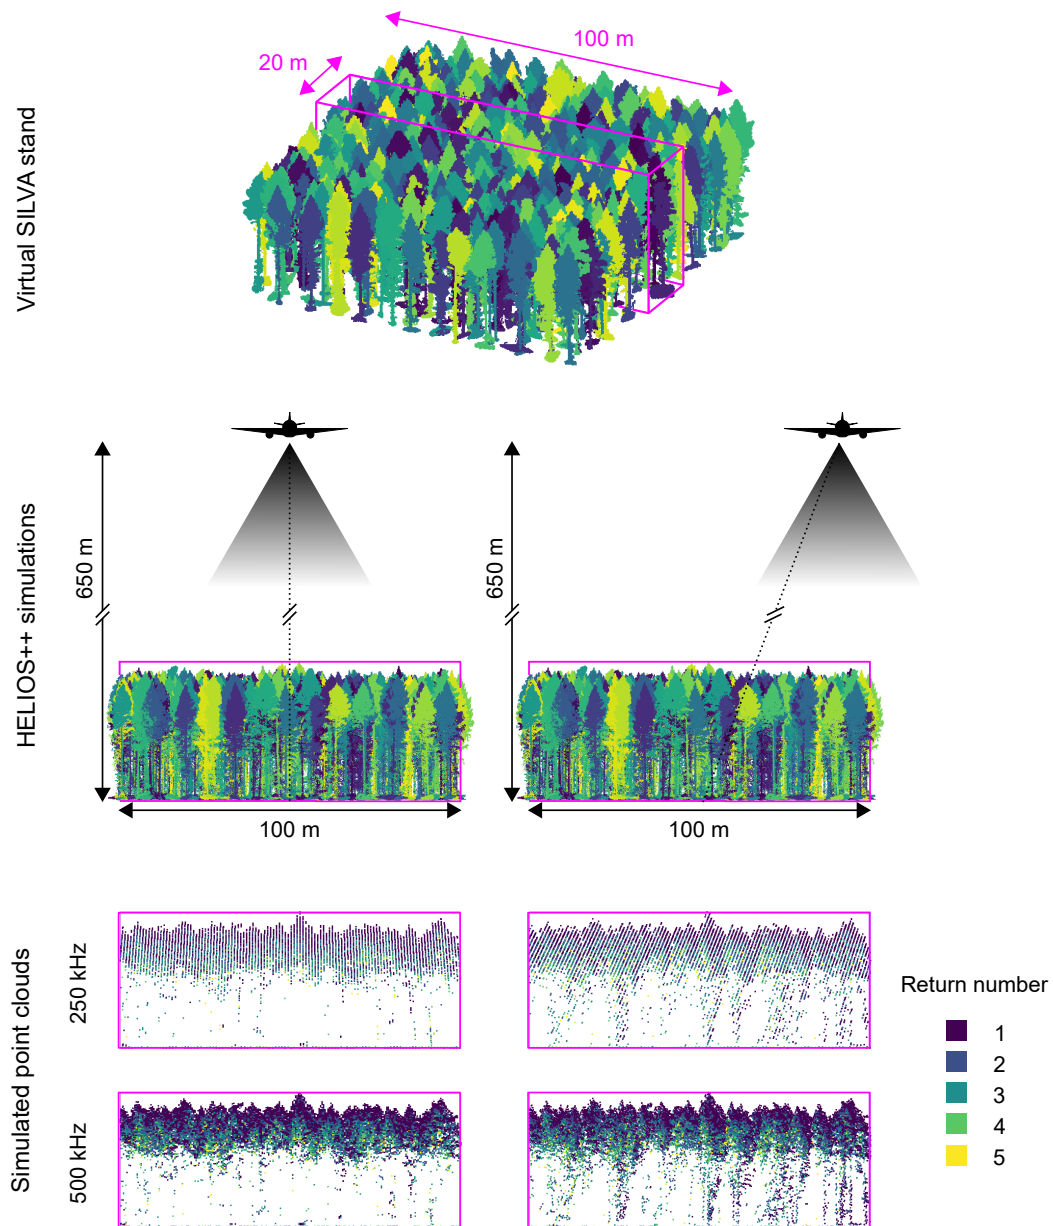 100 m
20 m
Virtual SILVA stand
HELIOS++ simulations
650 m
650 m
100 m
100 m
Simulated point clouds
250 kHz
500 kHz
Return number
1
2
3
4
5